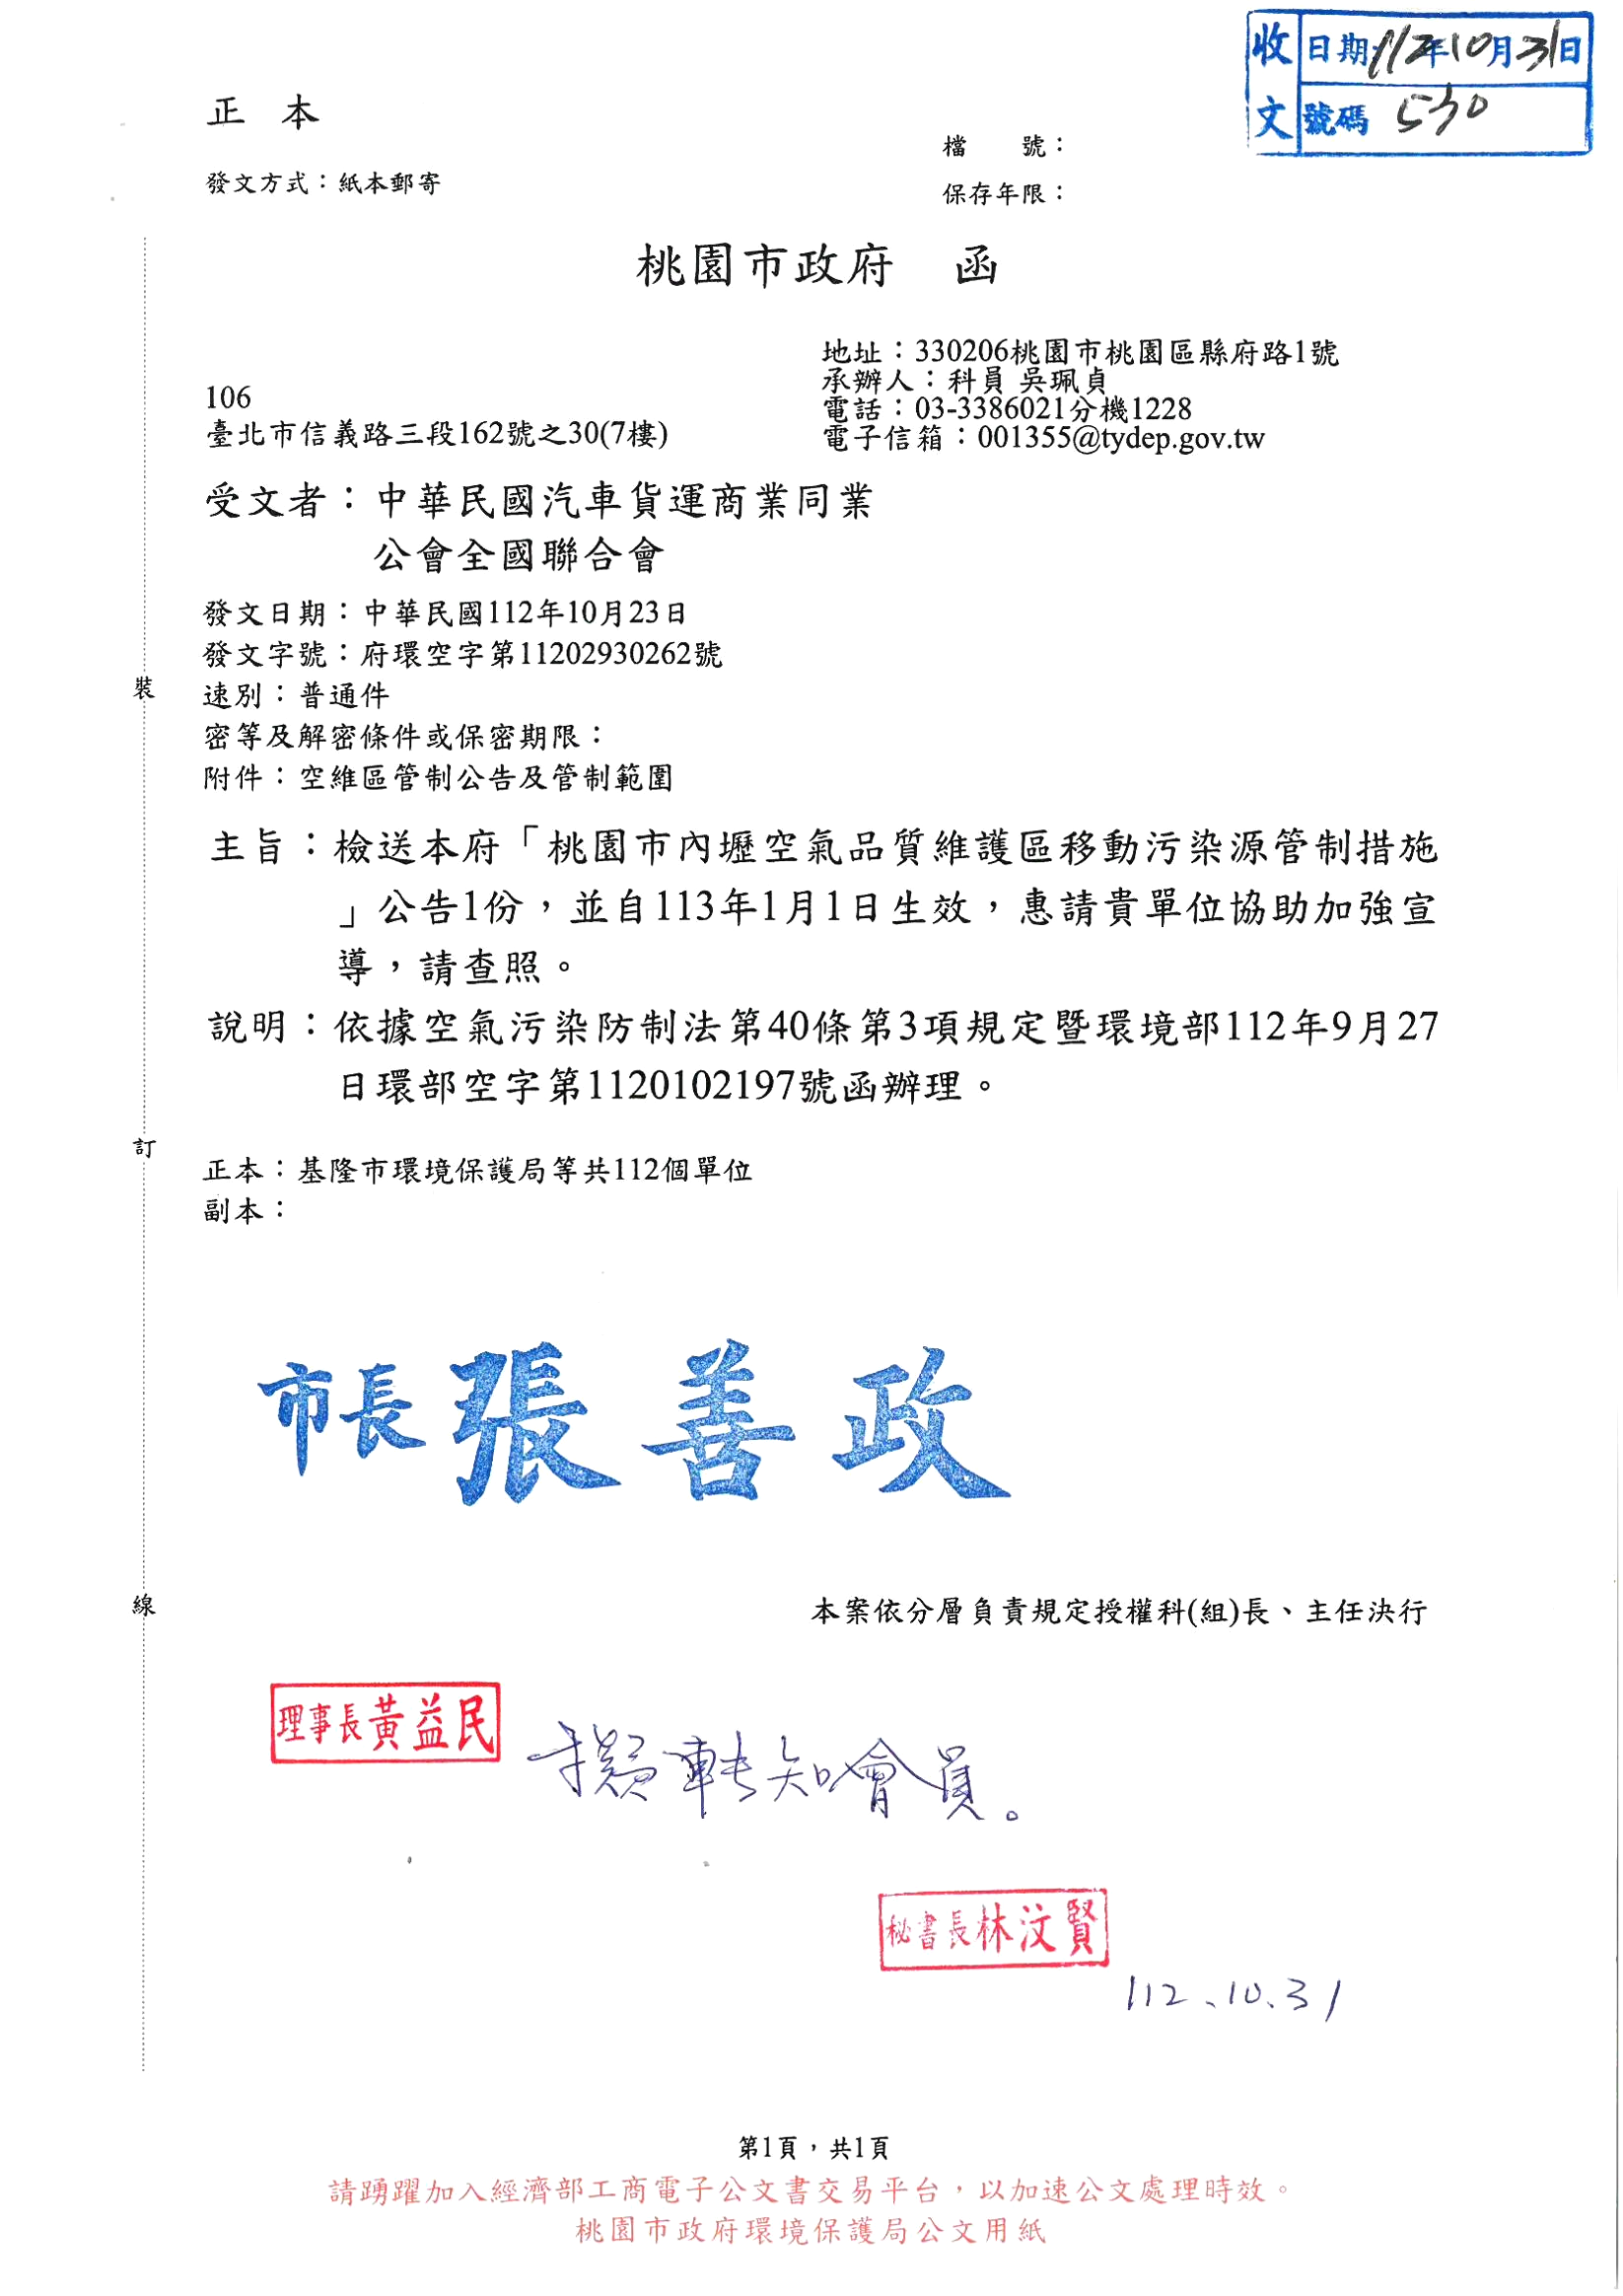 收文 日期 112年10月31日
號碼 530
正本
檔　　號：
發文方式：紙本郵寄
保存年限：
桃園市政府　函
地址：330206桃園市桃園區縣府路1號
承辦人：科員 吳珮貞
電話：03-3386021分機1228
電子信箱：001355@tydep.gov.tw
106
臺北市信義路三段162號之30(7樓)
受文者：中華民國汽車貨運商業同業
公會全國聯合會
發文日期：中華民國112年10月23日
發文字號：府環空字第11202930262號
速別：普通件
密等及解密條件或保密期限：
附件：空維區管制公告及管制範圍
主旨：檢送本府「桃園市內壢空氣品質維護區移動污染源管制措施
」公告1份，並自113年1月1日生效，惠請貴單位協助加強宣
導，請查照。
說明：依據空氣污染防制法第40條第3項規定暨環境部112年9月27
日環部空字第1120102197號函辦理。
正本：基隆市環境保護局等共112個單位
副本：
裝
訂
線
市長 張善政
本案依分層負責規定授權科(組)長、主任決行
理事長黃益民
擬轉知會員。
秘書長林汶賢
112、10、31
第1頁，共1頁
請踴躍加入經濟部工商電子公文書交易平台，以加速公文處理時效。
桃園市政府環境保護局公文用紙